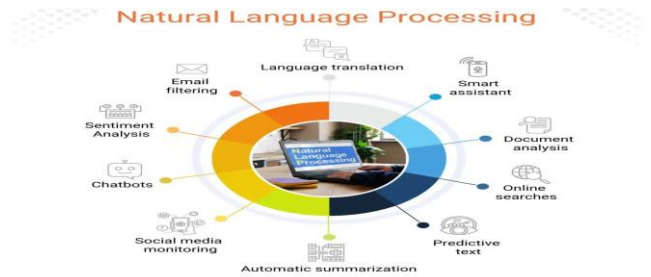 Natural Language Processing
Language translation
Email
filtering
Smart
assistant
Sentiment
Analysis
Document
analysis
Natural
Language
Processing
Chatbots
Online
searches
Social media
monitoring
Predictive
text
Automatic summarization